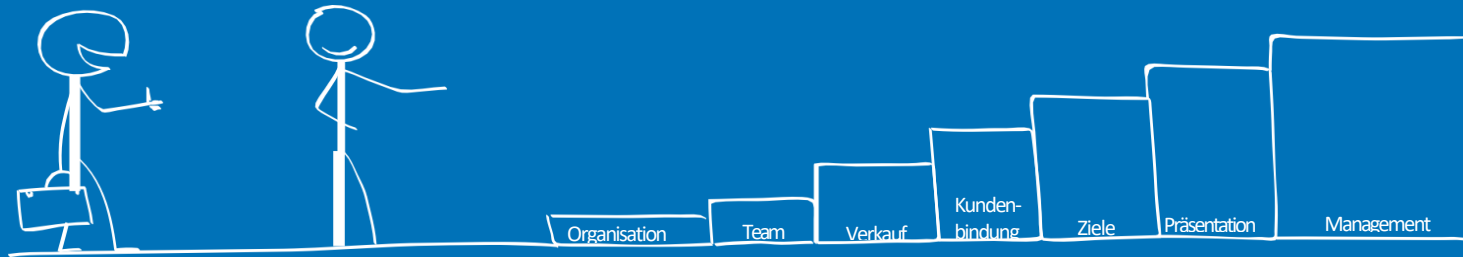 Organisation
Team
Verkauf
Kunden-
bindung
Ziele
Präsentation
Management